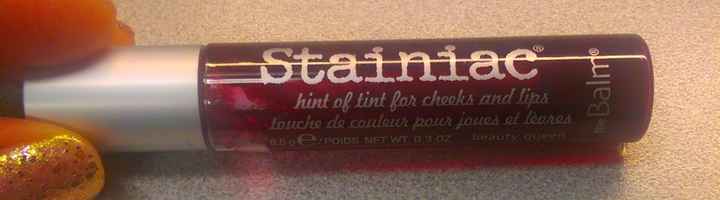 Stainiac®
hint of tint for cheeks and lips
touche de couleur pour joues et lèvres
8.5 g ℮ / POIDS NET WT 0.3 OZ beauty queen
theBalm®